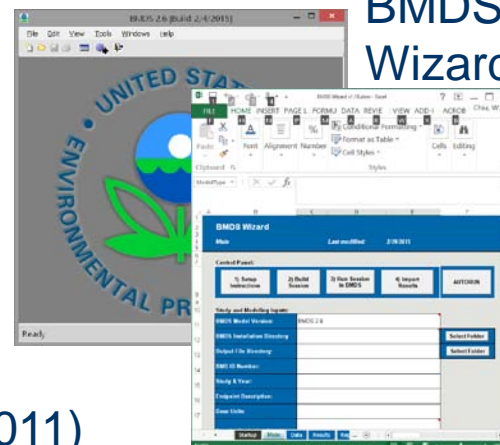 BMDS
Wizard
BMDS 2.6 [Build 2/4/2015]
File Edit View Tools Windows Help
UNITED STA
ENVIRONMENTAL PR
Ready
BMDS Wizard
FILE HOME INSERT PAGE L FORMU DATA REVIE VIEW ADD-I ACROB
Conditional Formatting
Paste Font Alignment Number Format as Table Cells Editing
Cell Styles
Clipboard Styles
BMDS Wizard
Main Last modified
Control Panel:
1) Setup Instructions 2) Build Session 3) Run Session in BMDS 4) Import Results AUTORUN
Study and Modeling Inputs:
BMDS Model Version: BMDS 2.6
BMDS Installation Directory Select Folder
Output File Directory: Select Folder
BMD ID Number:
Study & Year:
Endpoint Description:
Dose Units:
Startup Main Data Results
011)